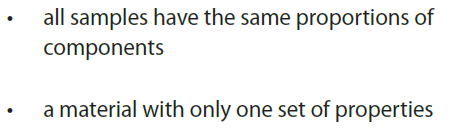 • all samples have the same proportions of
components
• a material with only one set of properties